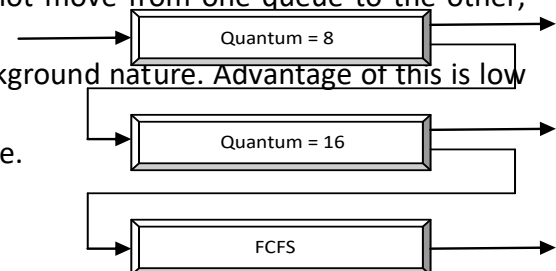 not move from one queue to the other,
Quantum = 8
kground nature. Advantage of this is low
Quantum = 16
e.
FCFS